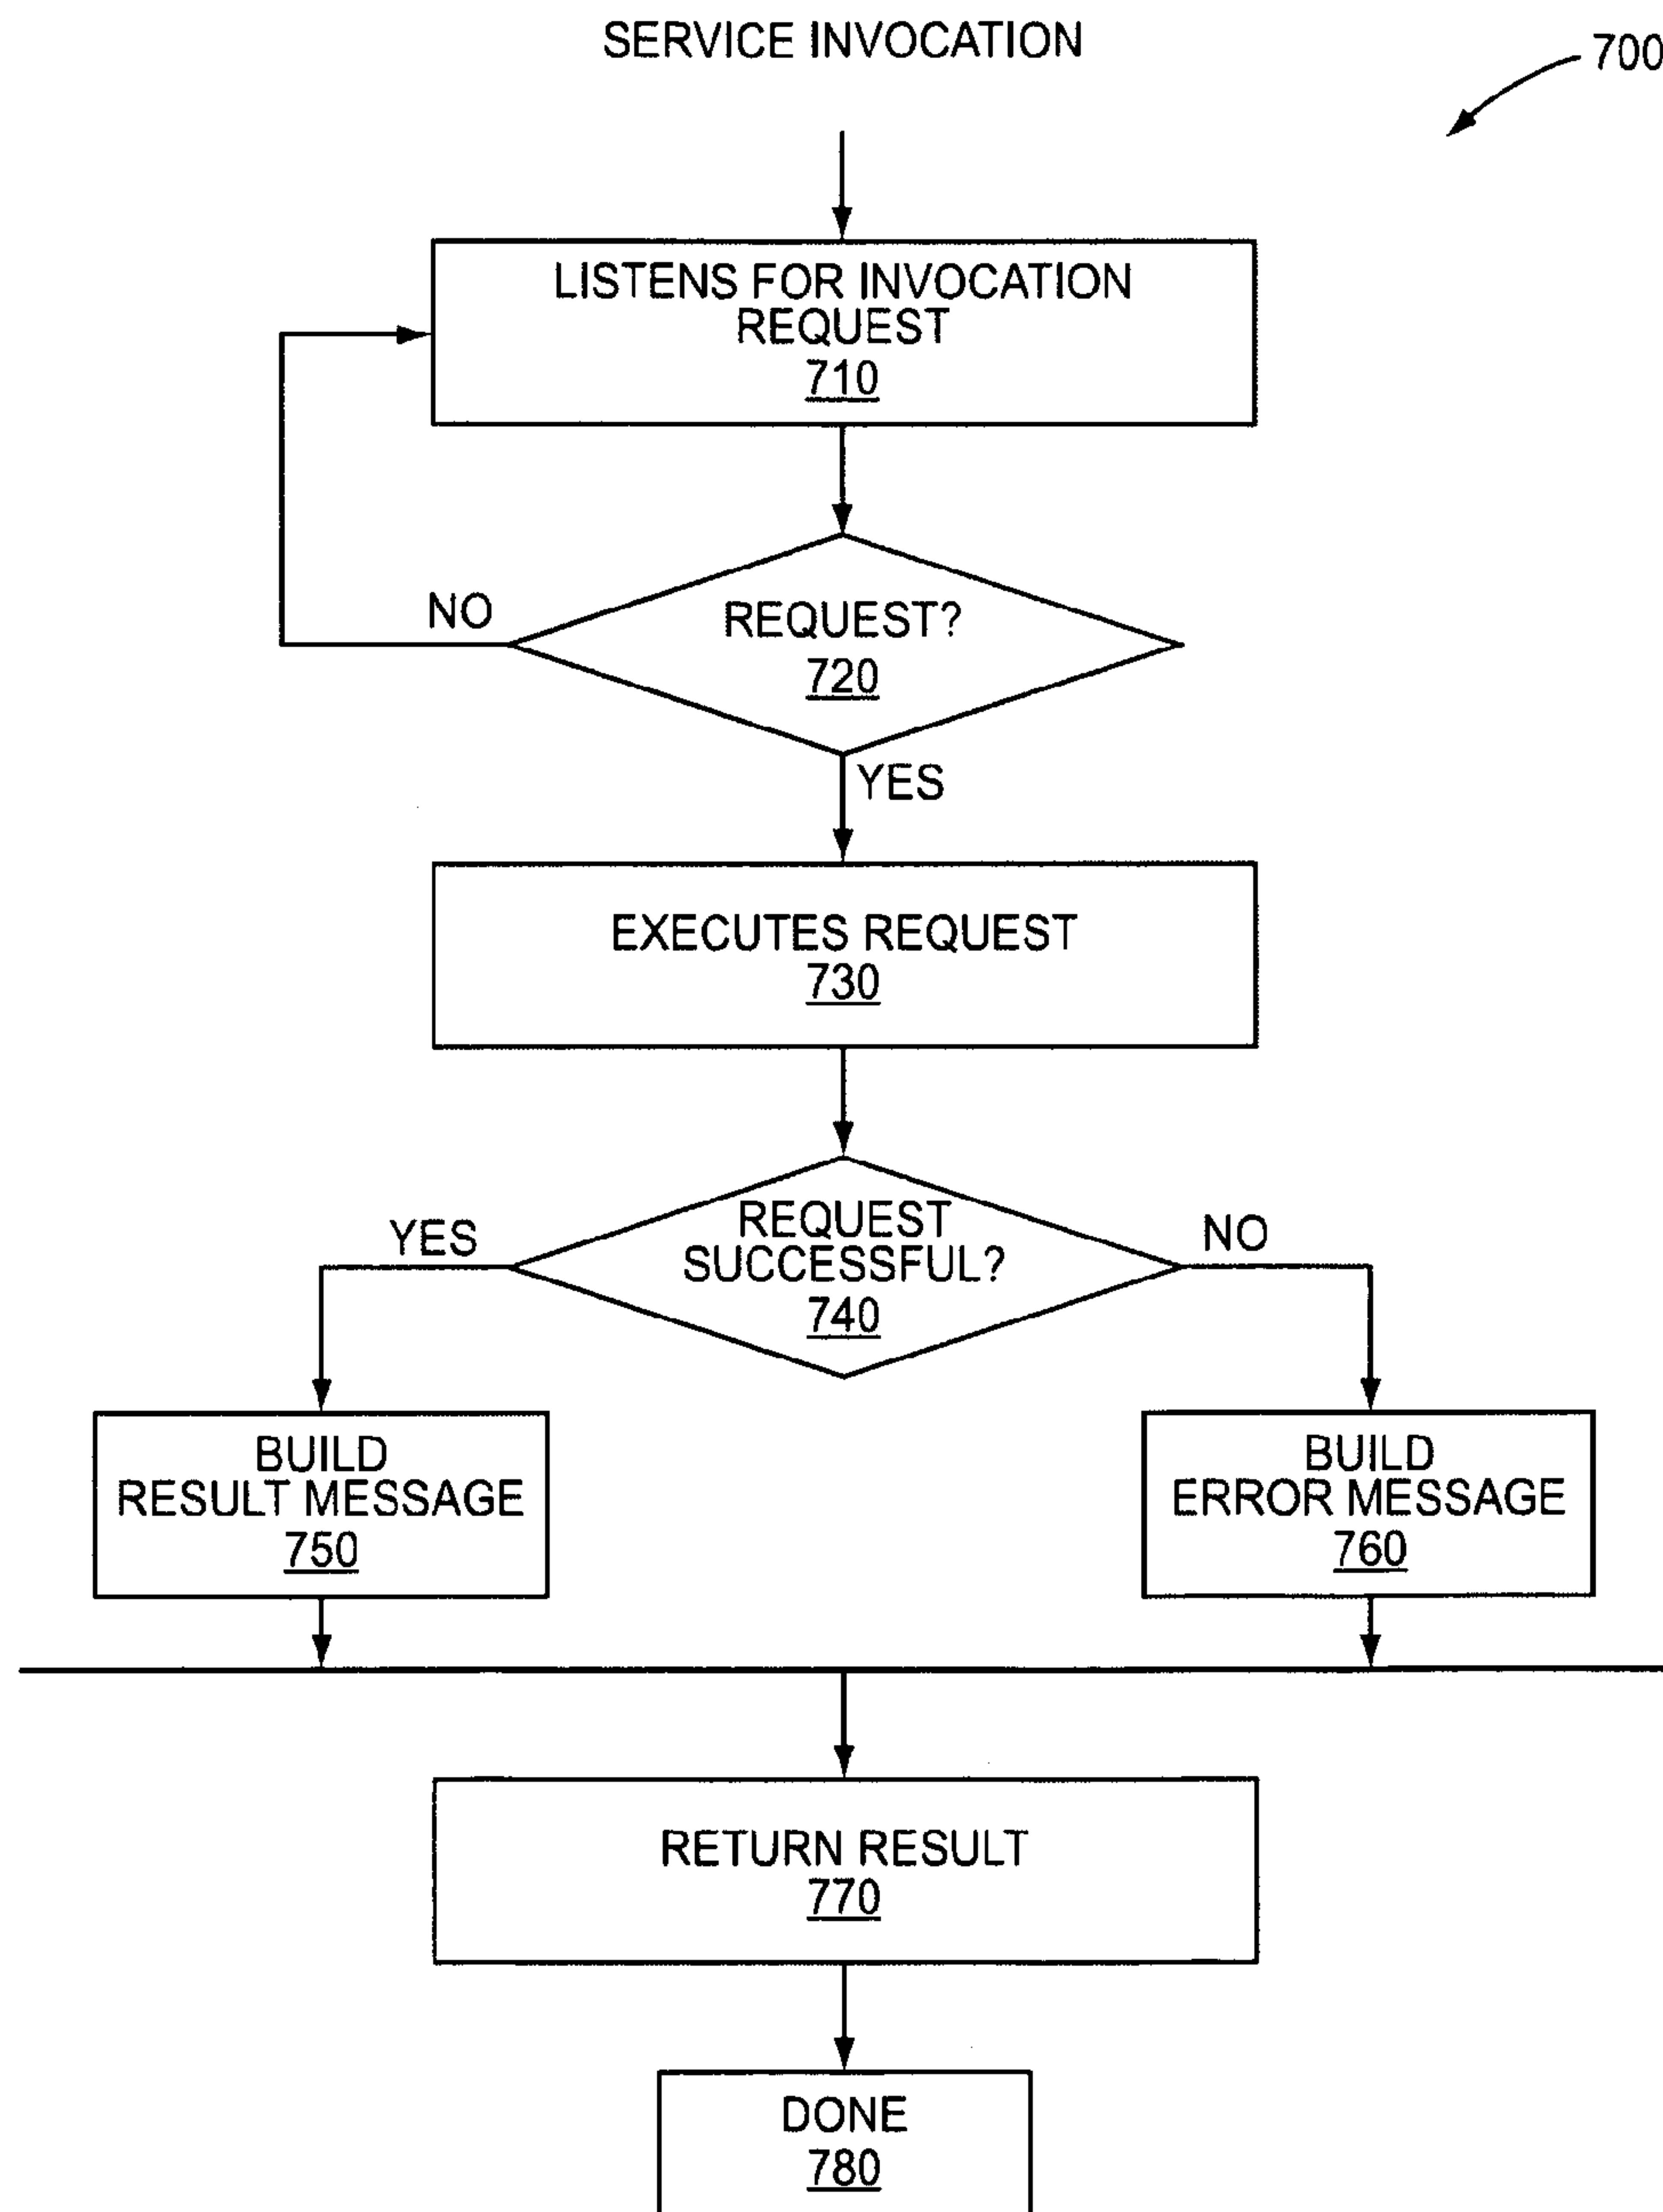 SERVICE INVOCATION
700
LISTENS FOR INVOCATION
REQUEST
710
NO
REQUEST?
720
YES
EXECUTES REQUEST
730
YES
REQUEST
SUCCESSFUL?
740
NO
BUILD
RESULT MESSAGE
750
BUILD
ERROR MESSAGE
760
RETURN RESULT
770
DONE
780